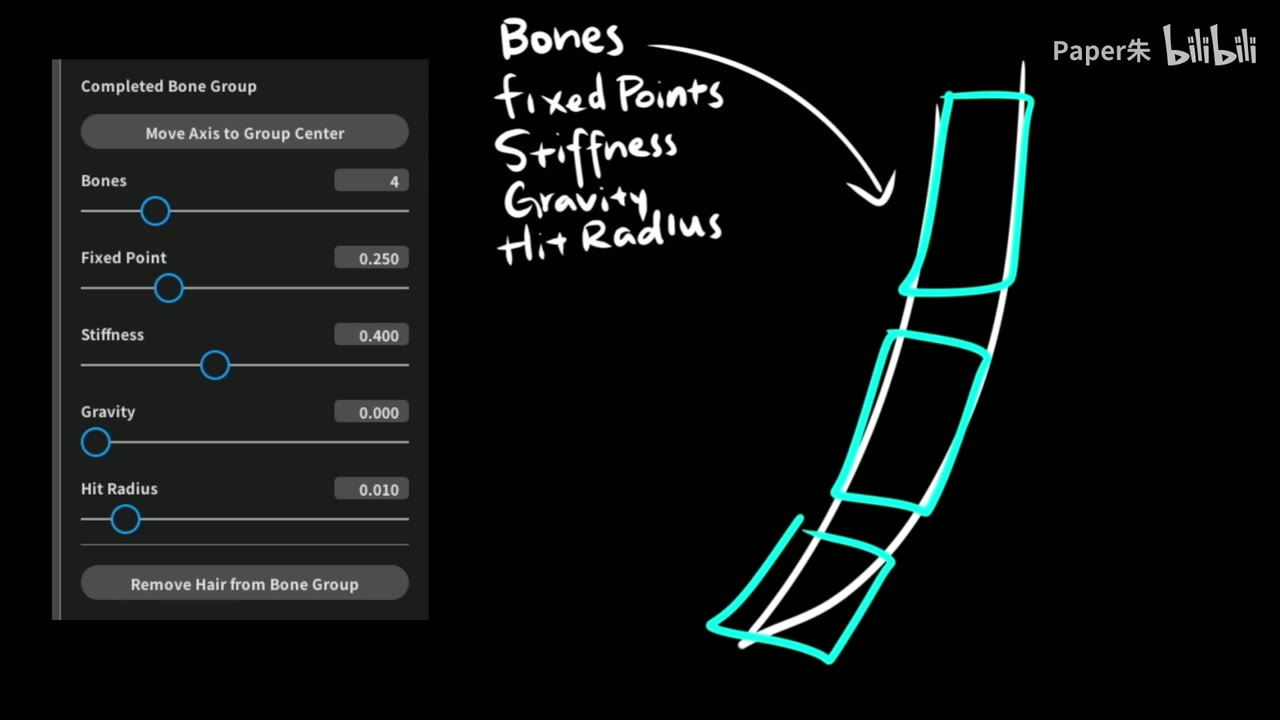 Completed Bone Group
Move Axis to Group Center
Bones 4
Fixed Point 0.250
Stiffness 0.400
Gravity 0.000
Hit Radius 0.010
Remove Hair from Bone Group
Bones
fixed Points
Stiffness
Gravity
Hit Radius
Paper朱 bilibili